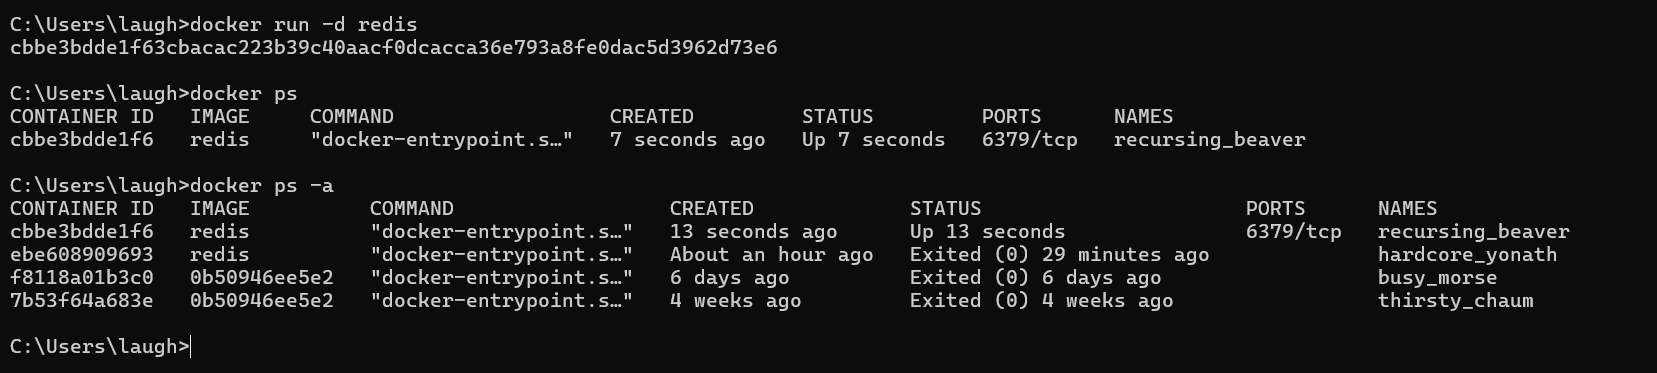 C:\Users\laugh>docker run -d redis
cbbe3bdde1f63cbacac223b39c40aacf0dcacca36e793a8fe0dac5d3962d73e6
C:\Users\laugh>docker ps
CONTAINER ID   IMAGE     COMMAND                  CREATED         STATUS         PORTS      NAMES
cbbe3bdde1f6   redis     "docker-entrypoint.s…"   7 seconds ago   Up 7 seconds   6379/tcp   recursing_beaver
C:\Users\laugh>docker ps -a
CONTAINER ID   IMAGE          COMMAND                  CREATED             STATUS                      PORTS      NAMES
cbbe3bdde1f6   redis          "docker-entrypoint.s…"   13 seconds ago      Up 13 seconds               6379/tcp   recursing_beaver
ebe608909693   redis          "docker-entrypoint.s…"   About an hour ago   Exited (0) 29 minutes ago              hardcore_yonath
f8118a01b3c0   0b50946ee5e2   "docker-entrypoint.s…"   6 days ago          Exited (0) 6 days ago                  busy_morse
7b53f64a683e   0b50946ee5e2   "docker-entrypoint.s…"   4 weeks ago         Exited (0) 4 weeks ago                 thirsty_chaum
C:\Users\laugh>